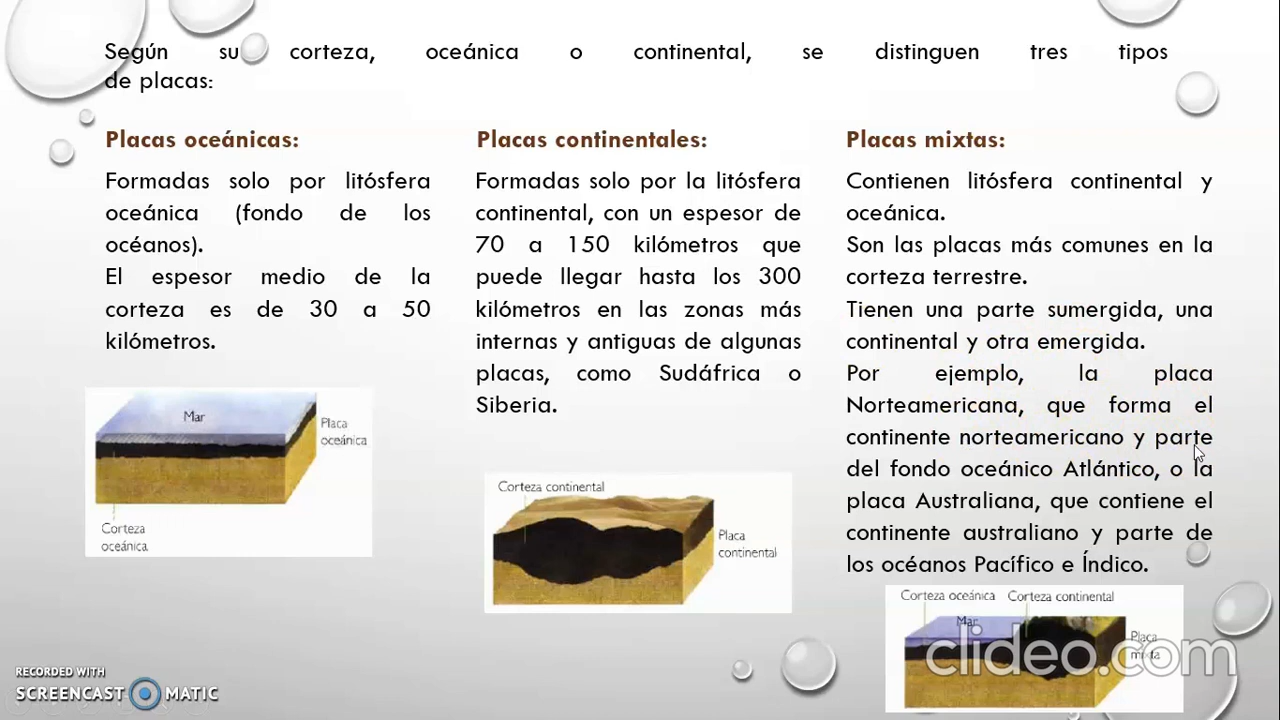 Según su corteza, oceánica o continental, se distinguen tres tipos
de placas:
Placas oceánicas:
Formadas solo por litósfera
oceánica (fondo de los
océanos).
El espesor medio de la
corteza es de 30 a 50
kilómetros.
Mar
Placa
oceánica
Corteza
oceánica
Placas continentales:
Formadas solo por la litósfera
continental, con un espesor de
70 a 150 kilómetros que
puede llegar hasta los 300
kilómetros en las zonas más
internas y antiguas de algunas
placas, como Sudáfrica o
Siberia.
Corteza continental
Placa
continental
Placas mixtas:
Contienen litósfera continental y
oceánica.
Son las placas más comunes en la
corteza terrestre.
Tienen una parte sumergida, una
continental y otra emergida.
Por ejemplo, la placa
Norteamericana, que forma el
continente norteamericano y parte
del fondo oceánico Atlántico, o la
placa Australiana, que contiene el
continente australiano y parte de
los océanos Pacífico e Índico.
Corteza oceánica Corteza continental
Mar
Placa
mixta
clideo.com
RECORDED WITH
SCREENCAST MATIC